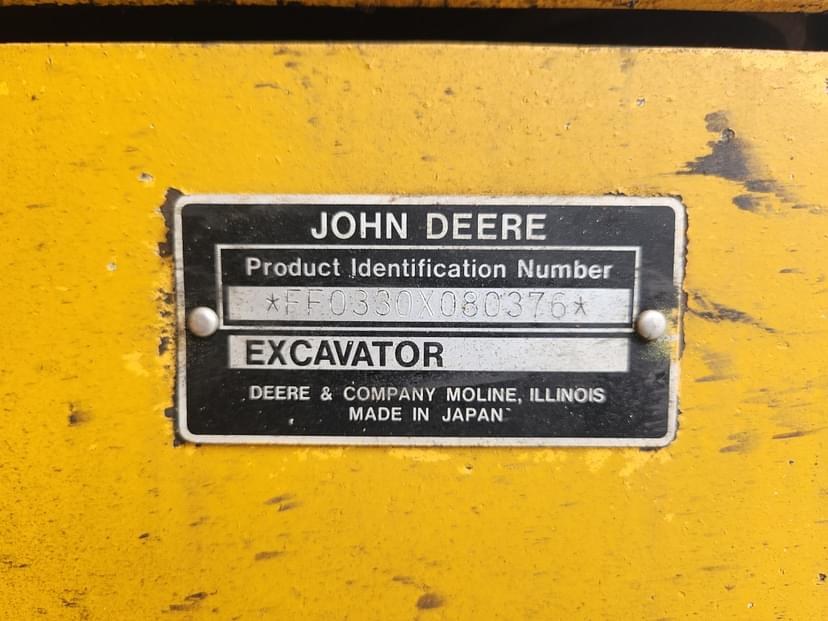 JOHN DEERE
Product Identification Number
*FF0330X080376*
EXCAVATOR
DEERE & COMPANY MOLINE, ILLINOIS
MADE IN JAPAN